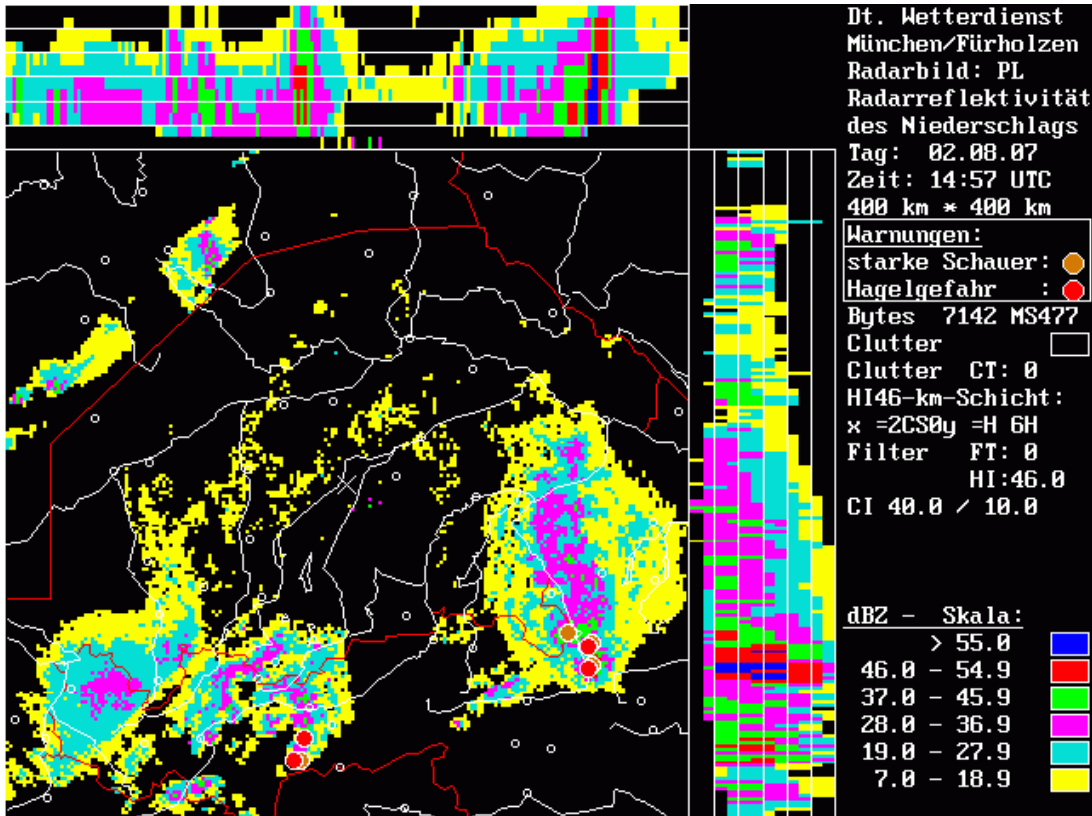 Dt. Wetterdienst
München/Fürholzen
Radarbild: PL
Radarreflektivität
des Niederschlags
Tag: 02.08.07
Zeit: 14:57 UTC
400 km * 400 km
Warnungen:
starke Schauer:
Hagelgefahr :
Bytes 7142 MS477
Clutter
Clutter CT: 0
HI46-km-Schicht:
x =2CS0y =H 6H
Filter FT: 0
HI:46.0
CI 40.0 / 10.0
dBZ - Skala:
> 55.0
46.0 - 54.9
37.0 - 45.9
28.0 - 36.9
19.0 - 27.9
7.0 - 18.9